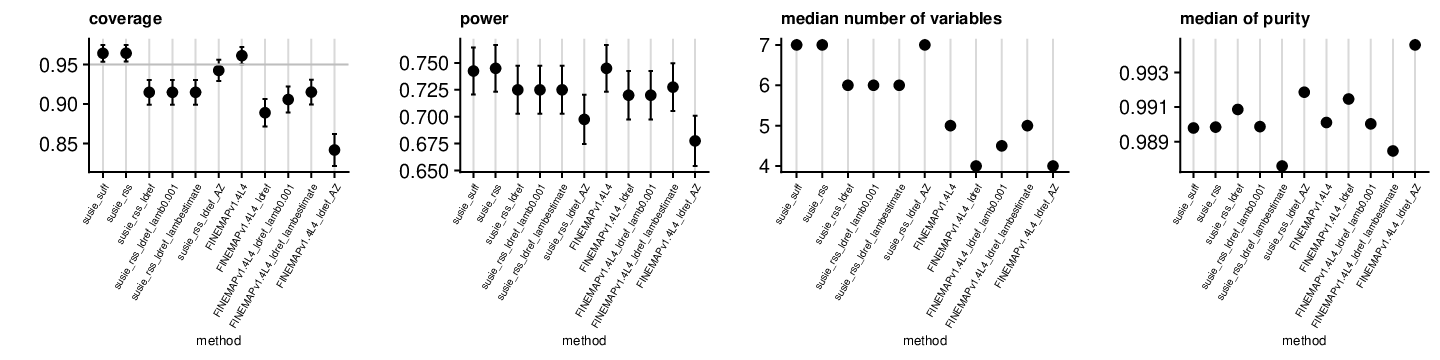 coverage
0.95
0.90
0.85
susie_suff
susie_rss
susie_rss_ldref
susie_rss_ldref_lamb0.001
susie_rss_ldref_lambestimate
susie_rss_ldref_AZ
FINEMAPv1.4L4
FINEMAPv1.4L4_ldref
FINEMAPv1.4L4_ldref_lamb0.001
FINEMAPv1.4L4_ldref_lambestimate
FINEMAPv1.4L4_ldref_AZ
method
power
0.750
0.725
0.700
0.675
0.650
susie_suff
susie_rss
susie_rss_ldref
susie_rss_ldref_lamb0.001
susie_rss_ldref_lambestimate
susie_rss_ldref_AZ
FINEMAPv1.4L4
FINEMAPv1.4L4_ldref
FINEMAPv1.4L4_ldref_lamb0.001
FINEMAPv1.4L4_ldref_lambestimate
FINEMAPv1.4L4_ldref_AZ
method
median number of variables
7
6
5
4
susie_suff
susie_rss
susie_rss_ldref
susie_rss_ldref_lamb0.001
susie_rss_ldref_lambestimate
susie_rss_ldref_AZ
FINEMAPv1.4L4
FINEMAPv1.4L4_ldref
FINEMAPv1.4L4_ldref_lamb0.001
FINEMAPv1.4L4_ldref_lambestimate
FINEMAPv1.4L4_ldref_AZ
method
median of purity
0.993
0.991
0.989
susie_suff
susie_rss
susie_rss_ldref
susie_rss_ldref_lamb0.001
susie_rss_ldref_lambestimate
susie_rss_ldref_AZ
FINEMAPv1.4L4
FINEMAPv1.4L4_ldref
FINEMAPv1.4L4_ldref_lamb0.001
FINEMAPv1.4L4_ldref_lambestimate
FINEMAPv1.4L4_ldref_AZ
method